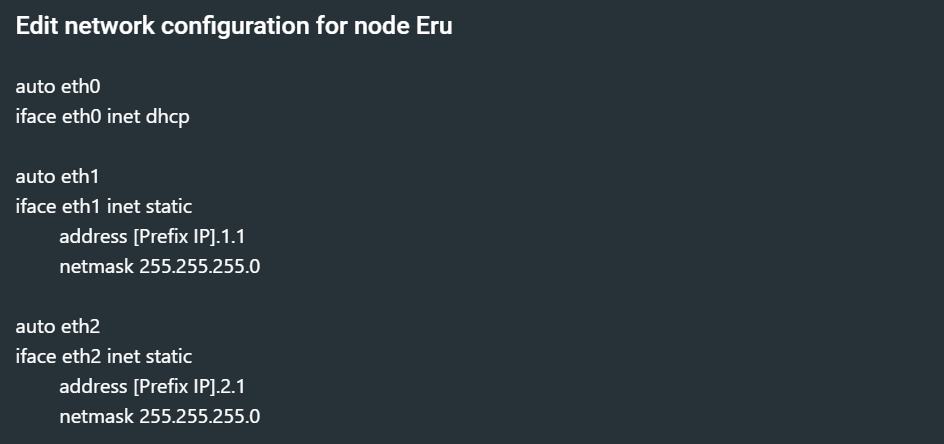 Edit network configuration for node Eru
auto eth0
iface eth0 inet dhcp
auto eth1
iface eth1 inet static
address [Prefix IP].1.1
netmask 255.255.255.0
auto eth2
iface eth2 inet static
address [Prefix IP].2.1
netmask 255.255.255.0